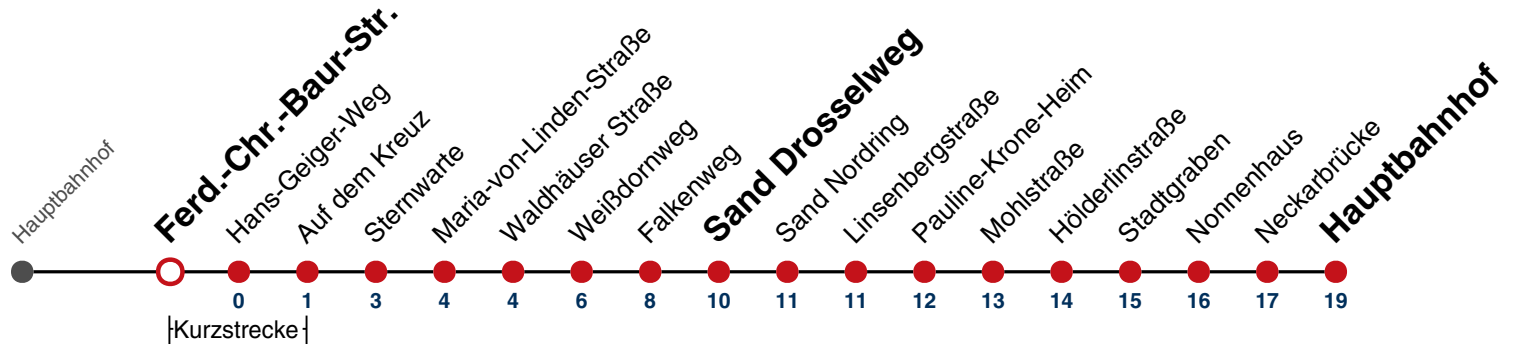 Hauptbahnhof
Ferd.-Chr.-Baur-Str.
Hans-Geiger-Weg
Auf dem Kreuz
Sternwarte
Maria-von-Linden-Straße
Waldhäuser Straße
Weißdornweg
Falkenweg
Sand Drosselweg
Sand Nordring
Linsenbergstraße
Pauline-Krone-Heim
Mohlstraße
Hölderlinstraße
Stadtgraben
Nonnenhaus
Neckarbrücke
Hauptbahnhof
0 1 3 4 4 6 8 10 11 11 12 13 14 15 16 17 19
Kurzstrecke